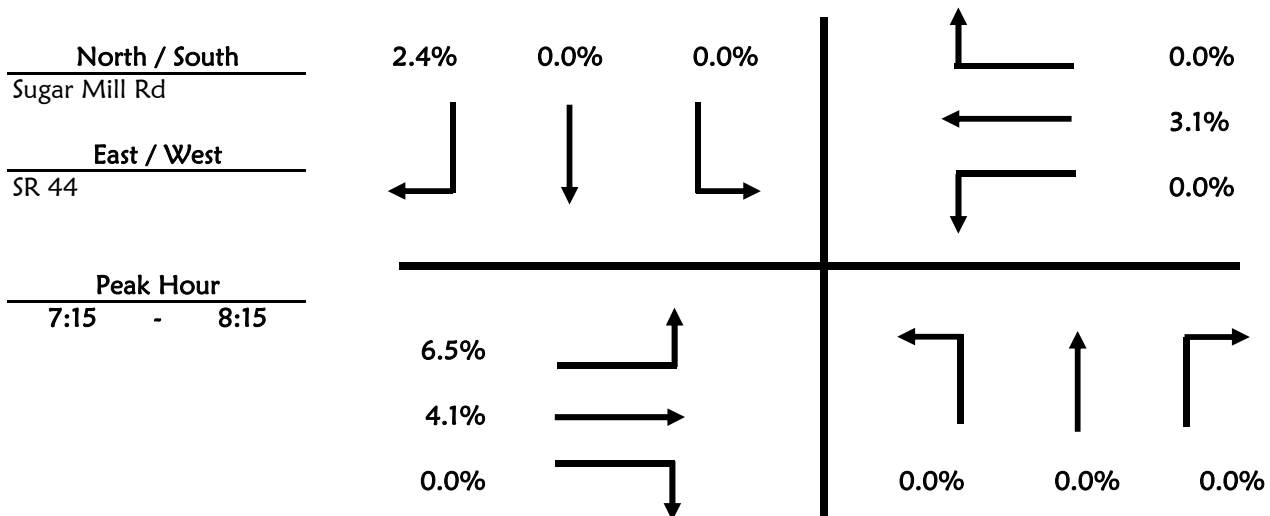 North / South
Sugar Mill Rd
East / West
SR 44
Peak Hour
7:15 - 8:15
2.4% 0.0% 0.0%
0.0%
3.1%
0.0%
6.5%
4.1%
0.0%
0.0% 0.0% 0.0%